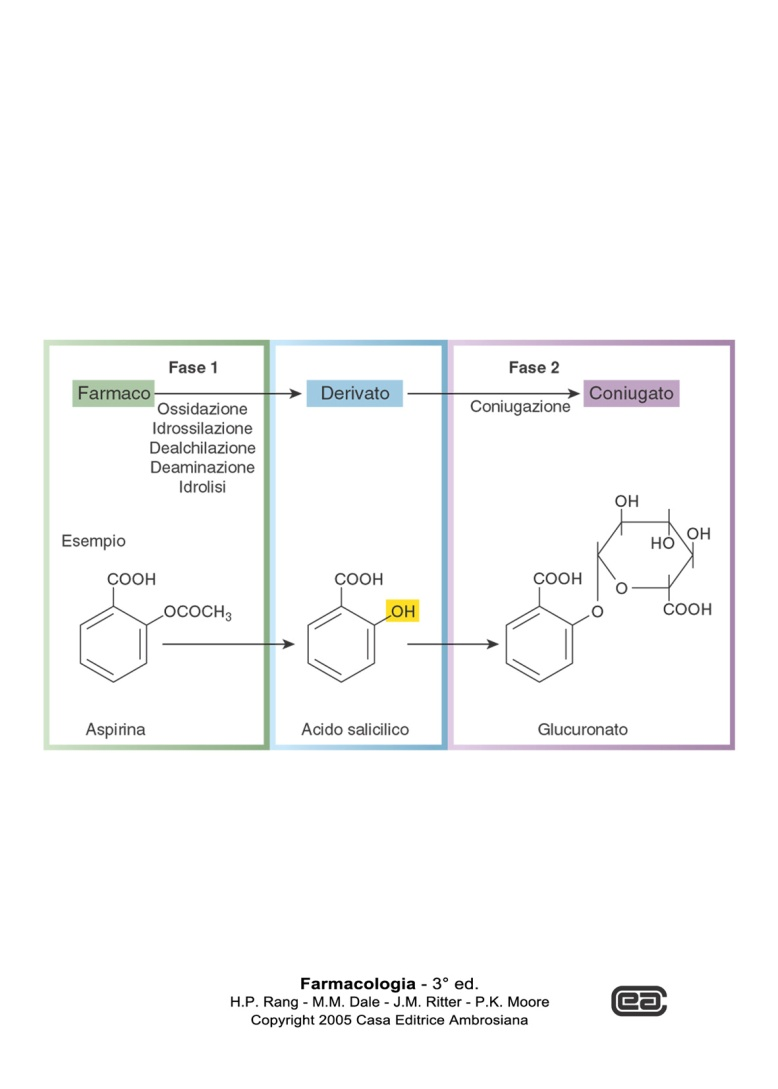 Fase 1
Fase 2
Farmaco
Derivato
Coniugato
Ossidazione
Idrossilazione
Dealchilazione
Deaminazione
Idrolisi
Coniugazione
Esempio
COOH
OCOCH3
COOH
OH
COOH
O
OH
HO
OH
O
COOH
Aspirina
Acido salicilico
Glucuronato
Farmacologia - 3° ed.
H.P. Rang - M.M. Dale - J.M. Ritter - P.K. Moore
Copyright 2005 Casa Editrice Ambrosiana
cea